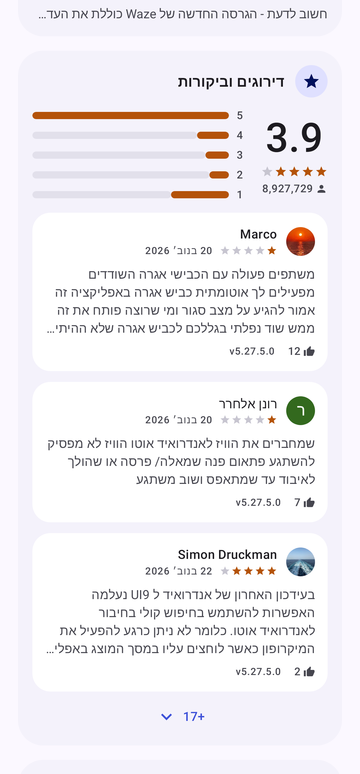 חשוב לדעת - הגרסה החדשה של Waze כוללת את העד...
דירוגים וביקורות
3.9
8,927,729
5
4
3
2
1
Marco
20 בנוב׳ 2026
משתפים פעולה עם הכבישי אגרה השודדים
מפעילים לך אוטומתית כביש אגרה באפליקציה זה
אמור להגיע על מצב סגור ומי שרוצה פותח את זה
ממש שוד נפלתי בגללכם לכביש אגרה שלא ההיתי...
12
v5.27.5.0
ר
רונן אלחרר
20 בנוב׳ 2026
שמחברים את הוויז לאנדרואיד אוטו הוויז לא מפסיק
להשתגע פתאום פנה שמאלה/ פרסה או שהולך
לאיבוד עד שמתאפס ושוב משתגע
7
v5.27.5.0
Simon Druckman
22 בנוב׳ 2026
בעידכון האחרון של אנדרואיד ל UI9 נעלמה
האפשרות להשתמש בחיפוש קולי בחיבור
לאנדרואיד אוטו. כלומר לא ניתן כרגע להפעיל את
המיקרופון כאשר לוחצים עליו במסך המוצג באפלי...
2
v5.27.5.0
17+